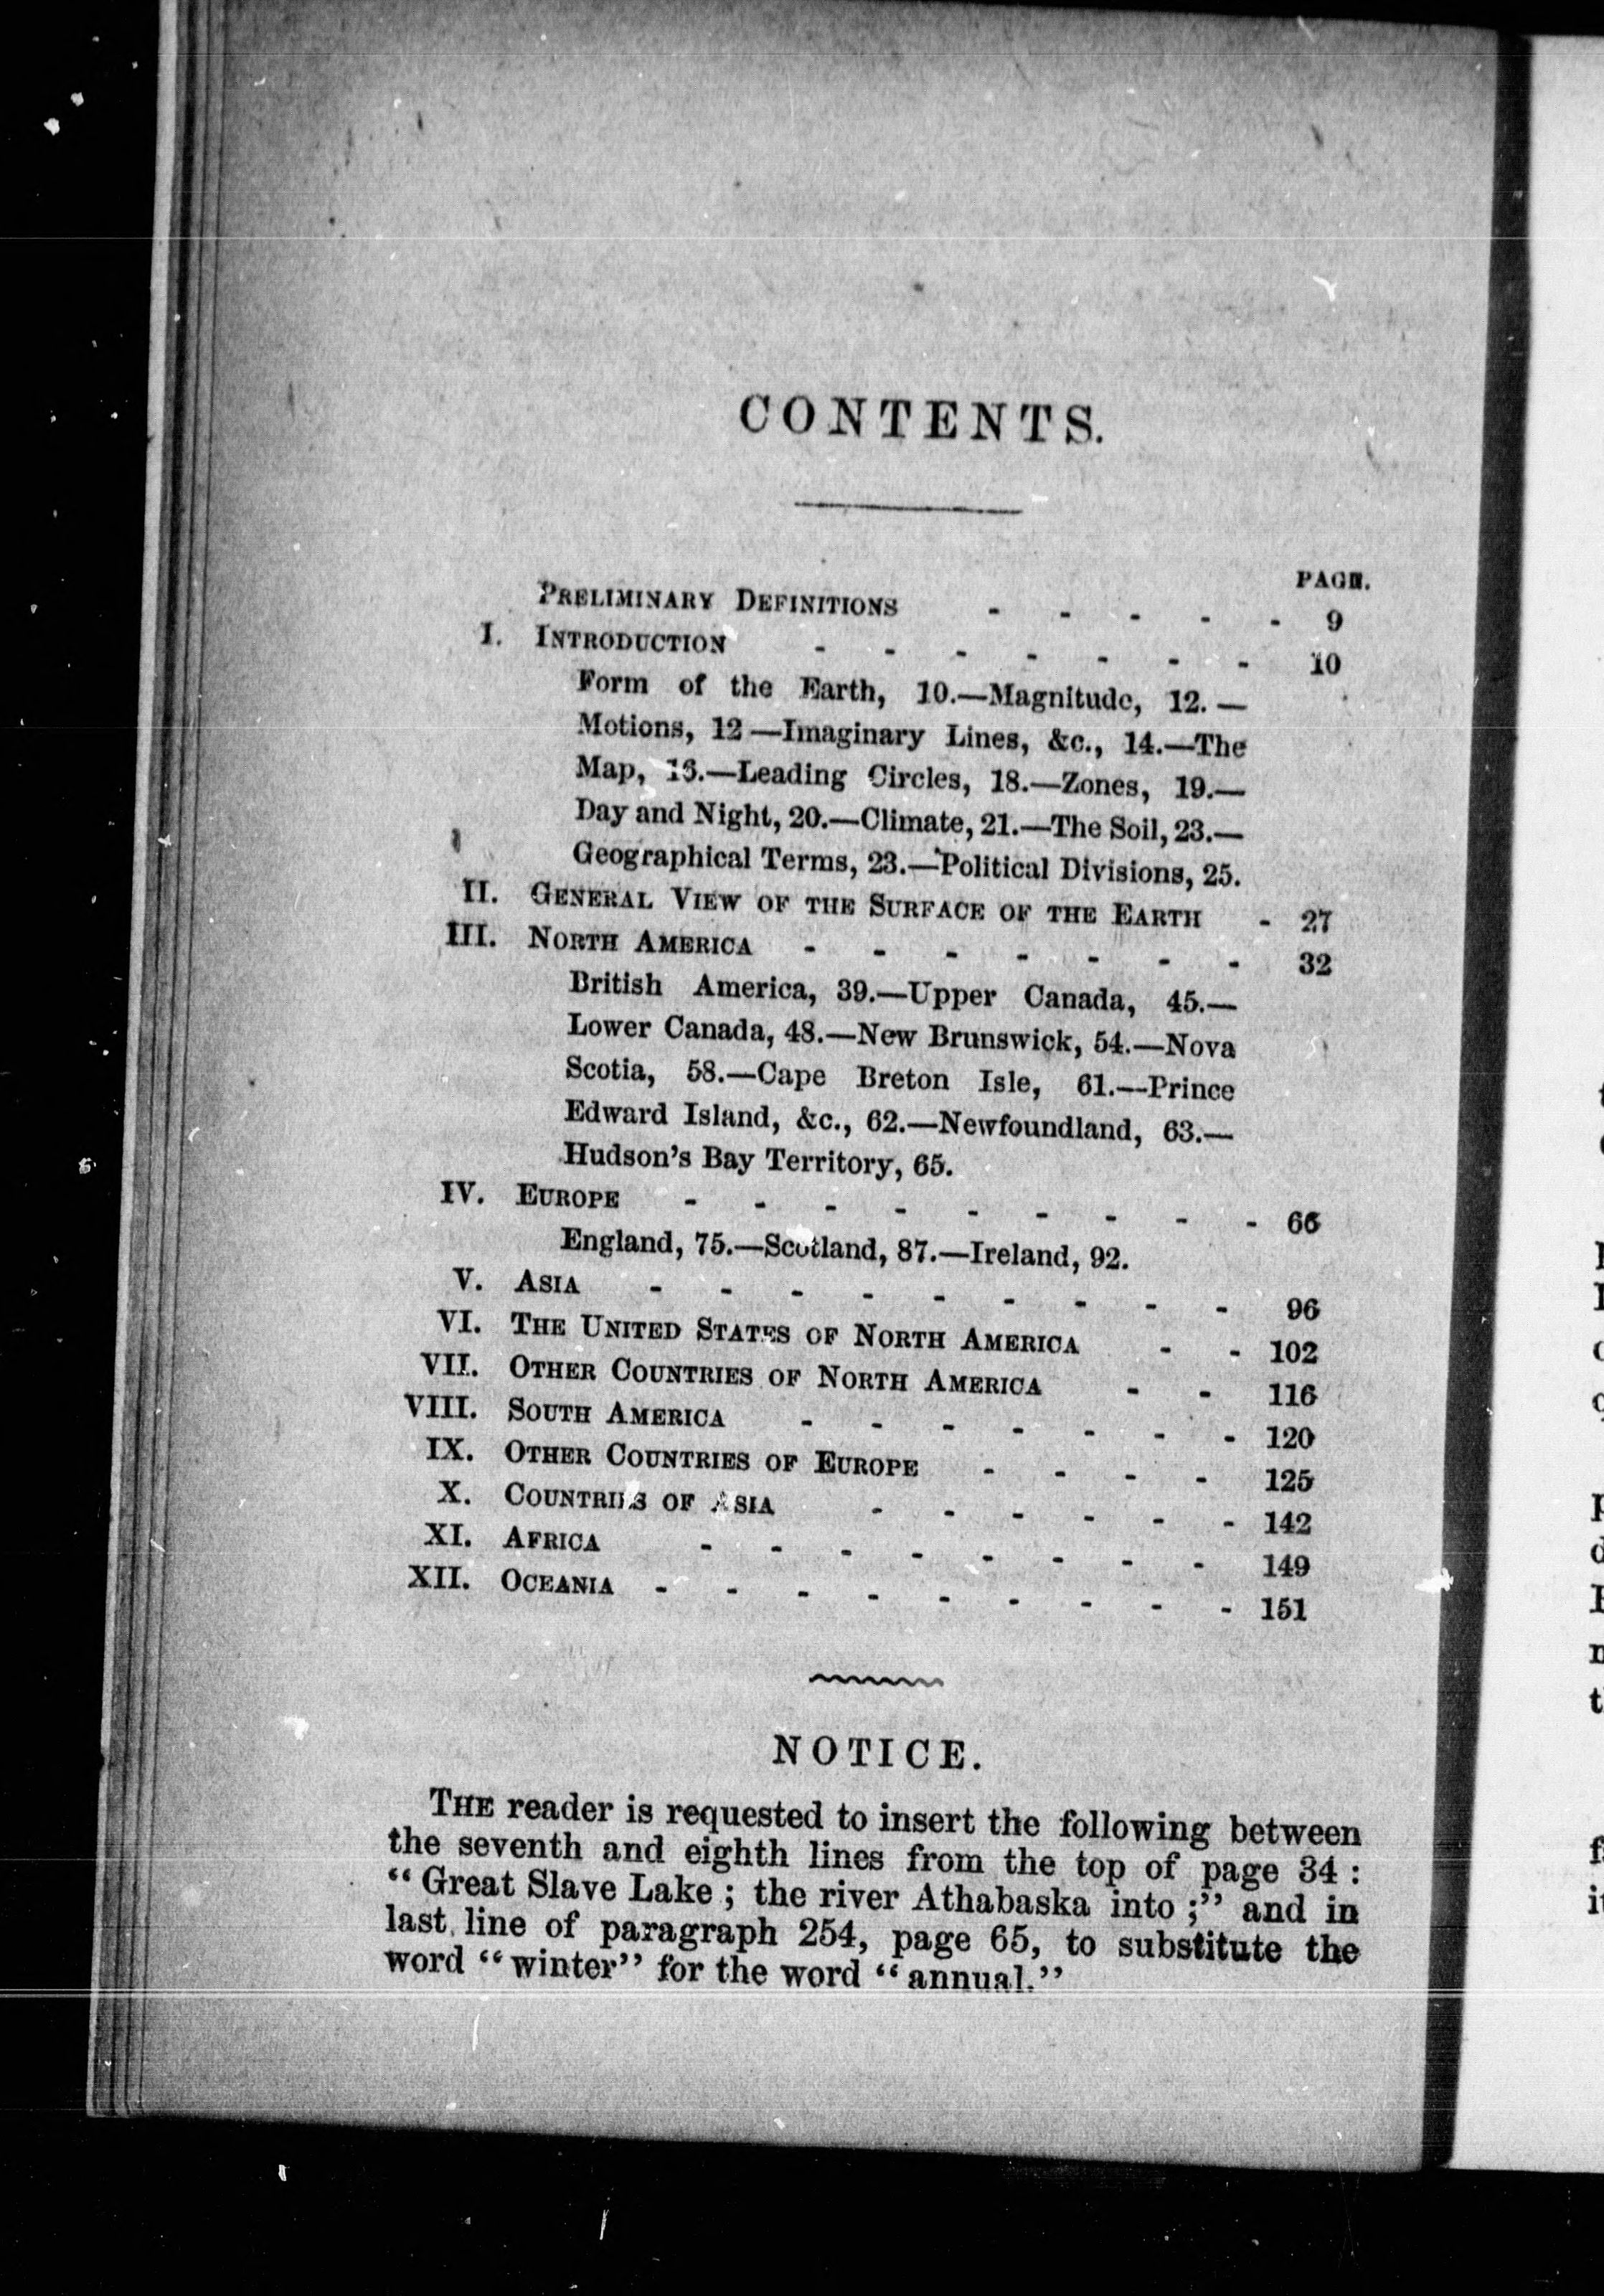 CONTENTS.
PAGE.
PRELIMINARY DEFINITIONS - - - - - 9
I. INTRODUCTION - - - - - - - 10
Form of the Earth, 10.—Magnitude, 12.—
Motions, 12—Imaginary Lines, &c., 14.—The
Map, 16.—Leading Circles, 18.—Zones, 19.—
Day and Night, 20.—Climate, 21.—The Soil, 23.—
Geographical Terms, 23.—Political Divisions, 25.
II. GENERAL VIEW OF THE SURFACE OF THE EARTH - 27
III. NORTH AMERICA - - - - - - - 32
British America, 39.—Upper Canada, 45.—
Lower Canada, 48.—New Brunswick, 54.—Nova
Scotia, 58.—Cape Breton Isle, 61.—Prince
Edward Island, &c., 62.—Newfoundland, 63.—
Hudson's Bay Territory, 65.
IV. EUROPE - - - - - - - - - 66
England, 75.—Scotland, 87.—Ireland, 92.
V. ASIA - - - - - - - - - 96
VI. THE UNITED STATES OF NORTH AMERICA - - 102
VII. OTHER COUNTRIES OF NORTH AMERICA - - 116
VIII. SOUTH AMERICA - - - - - - - 120
IX. OTHER COUNTRIES OF EUROPE - - - - 125
X. COUNTRIES OF ASIA - - - - - - 142
XI. AFRICA - - - - - - - - 149
XII. OCEANIA - - - - - - - - - 151
NOTICE.
THE reader is requested to insert the following between
the seventh and eighth lines from the top of page 34 :
“Great Slave Lake ; the river Athabaska into ;” and in
last line of paragraph 254, page 65, to substitute the
word “winter” for the word “annual.”